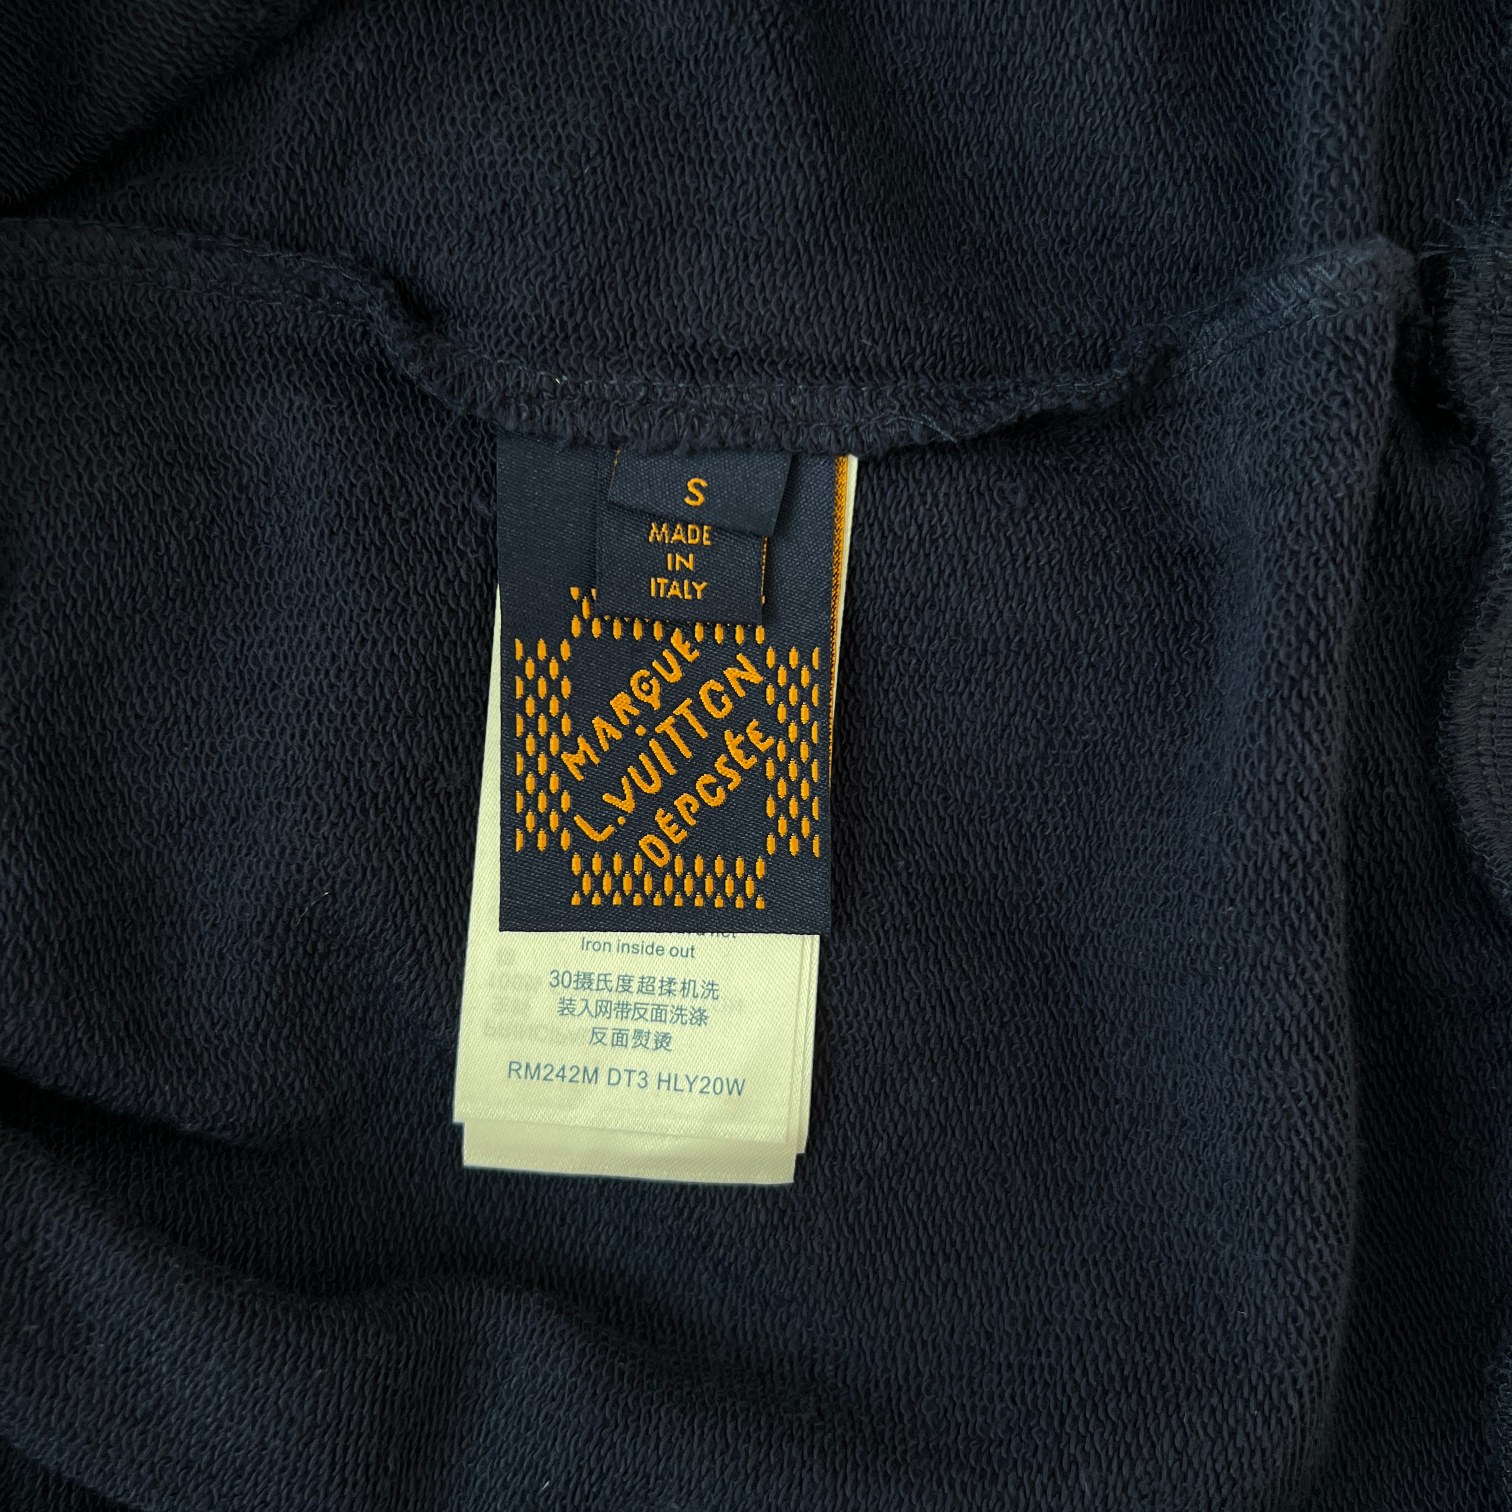 S
MADE
IN
ITALY
MARQUE
L.VUITTON
DÉPOSÉE
Iron inside out
30摄氏度超揉机洗
装入网带反面洗涤
反面熨烫
RM242M DT3 HLY20W